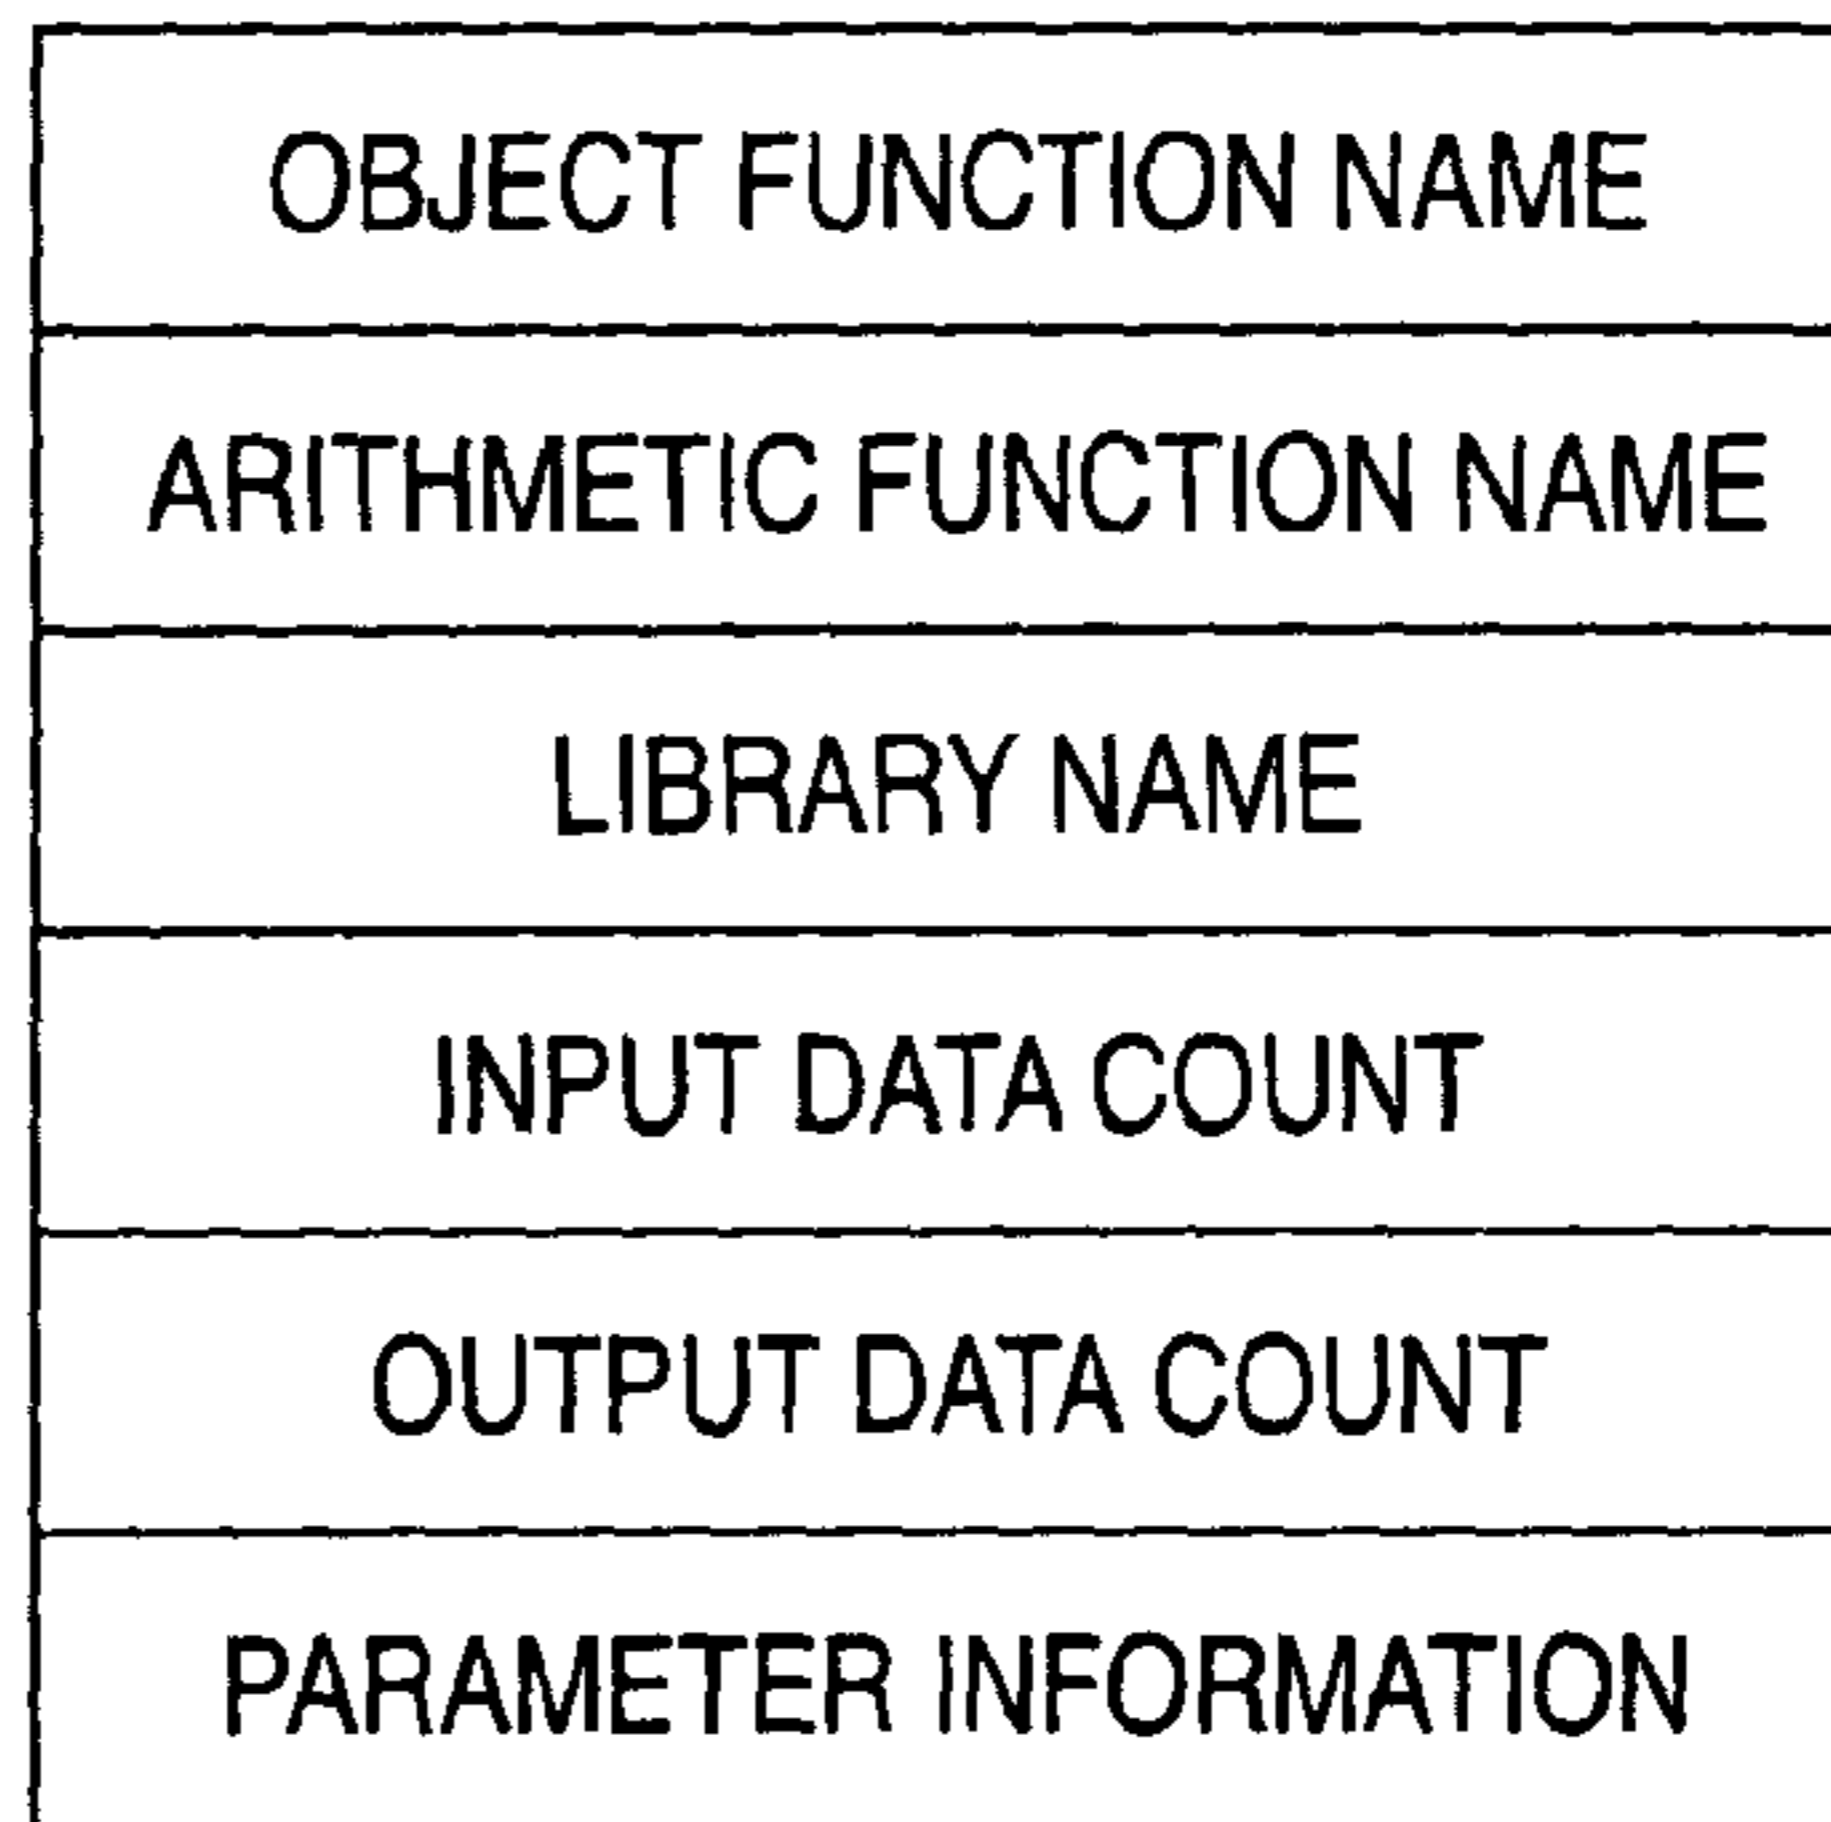 OBJECT FUNCTION NAME
ARITHMETIC FUNCTION NAME
LIBRARY NAME
INPUT DATA COUNT
OUTPUT DATA COUNT
PARAMETER INFORMATION